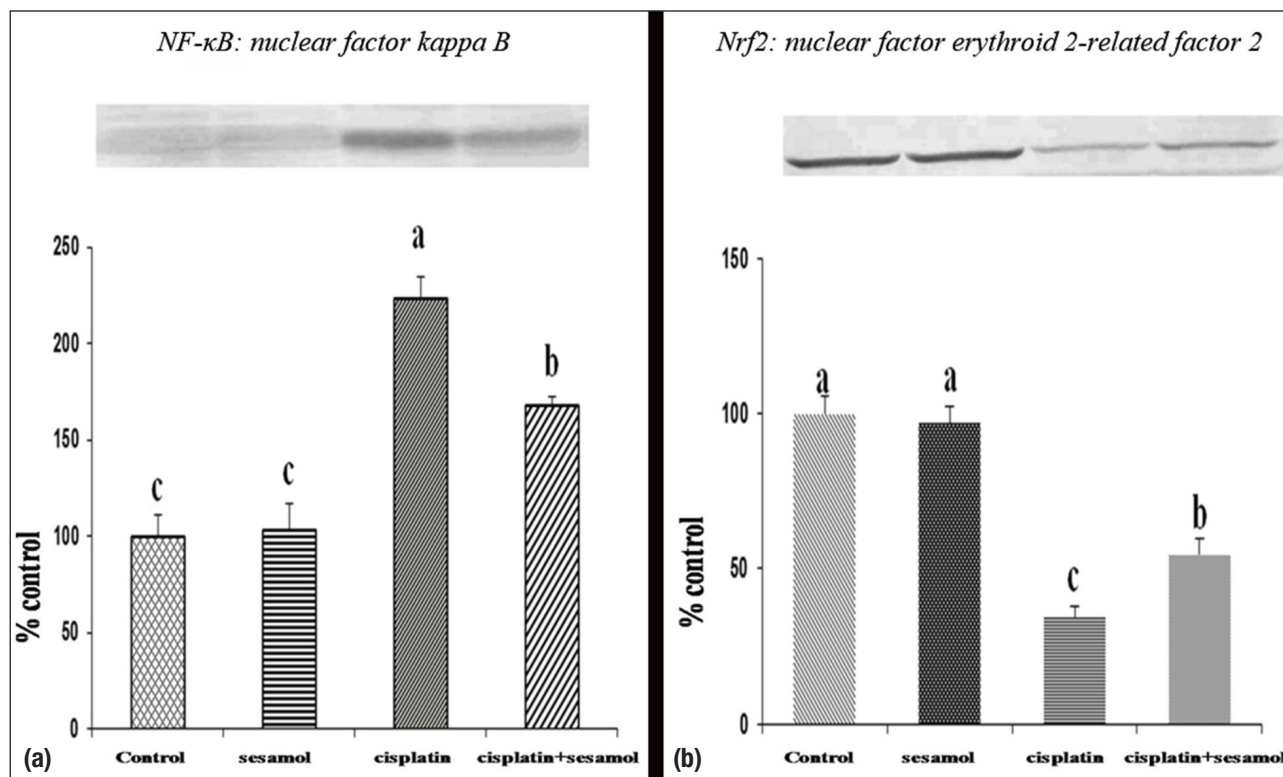 NF-κB: nuclear factor kappa B
250
200
150
100
50
0
% control
c
c
a
b
Control
sesamol
cisplatin
cisplatin+sesamol
(a)
Nrf2: nuclear factor erythroid 2-related factor 2
150
100
50
0
% control
a
a
c
b
Control
sesamol
cisplatin
cisplatin+sesamol
(b)